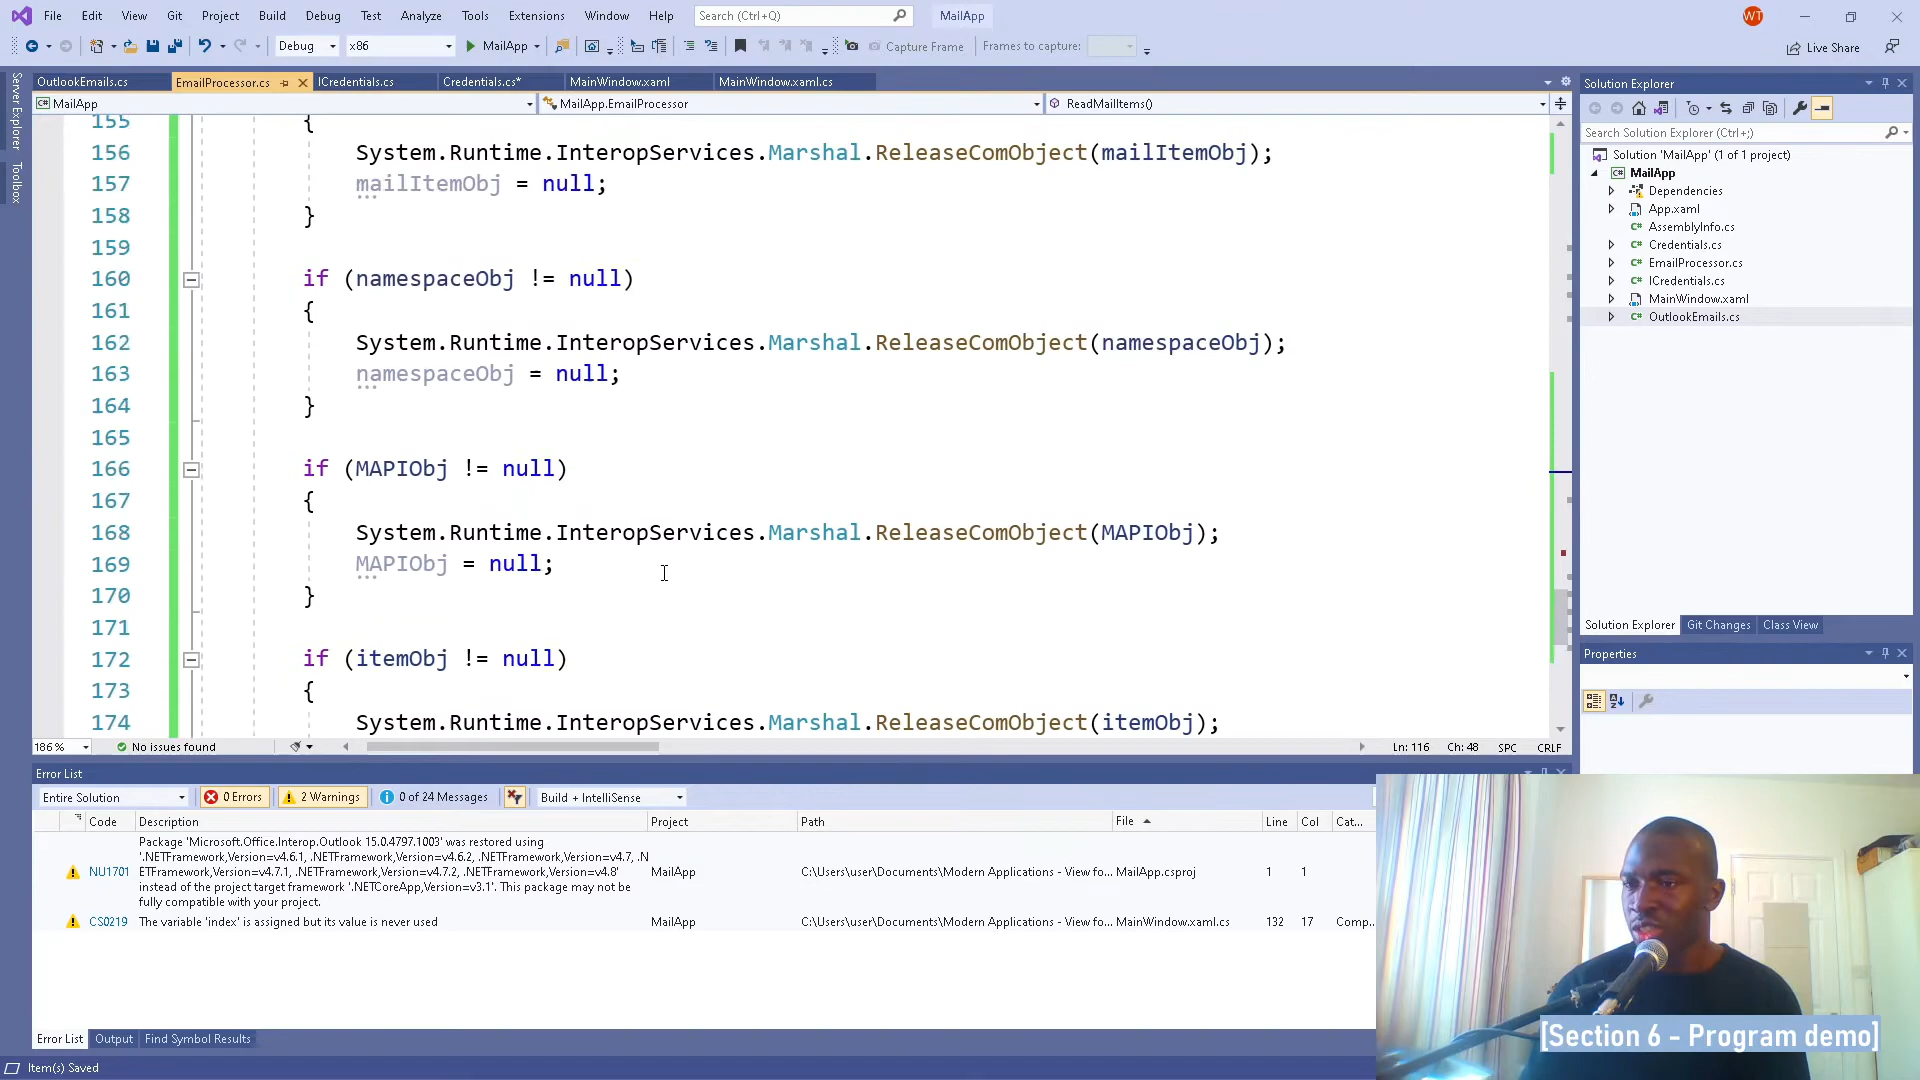 File Edit View Git Project Build Debug Test Analyze Tools Extensions Window Help Search (Ctrl+Q) MailApp WT
Debug x86 MailApp Capture Frame Frames to capture: Live Share
OutlookEmails.cs EmailProcessor.cs ICredentials.cs Credentials.cs* MainWindow.xaml MainWindow.xaml.cs
MailApp MailApp.EmailProcessor ReadMailItems()
Server Explorer
Toolbox
155 {
156 System.Runtime.InteropServices.Marshal.ReleaseComObject(mailItemObj);
157 mailItemObj = null;
158 }
159
160 if (namespaceObj != null)
161 {
162 System.Runtime.InteropServices.Marshal.ReleaseComObject(namespaceObj);
163 namespaceObj = null;
164 }
165
166 if (MAPIObj != null)
167 {
168 System.Runtime.InteropServices.Marshal.ReleaseComObject(MAPIObj);
169 MAPIObj = null;
170 }
171
172 if (itemObj != null)
173 {
174 System.Runtime.InteropServices.Marshal.ReleaseComObject(itemObj);
186 % No issues found Ln: 116 Ch: 48 SPC CRLF
Solution Explorer
Search Solution Explorer (Ctrl+;)
Solution 'MailApp' (1 of 1 project)
MailApp
Dependencies
App.xaml
AssemblyInfo.cs
Credentials.cs
EmailProcessor.cs
ICredentials.cs
MainWindow.xaml
OutlookEmails.cs
Solution Explorer Git Changes Class View
Properties
Error List
Entire Solution 0 Errors 2 Warnings 0 of 24 Messages Build + IntelliSense
Code Description Project Path File Line Col Cat...
NU1701 Package 'Microsoft.Office.Interop.Outlook 15.0.4797.1003' was restored using
'.NETFramework,Version=v4.6.1, .NETFramework,Version=v4.6.2, .NETFramework,Version=v4.7, .N
ETFramework,Version=v4.7.1, .NETFramework,Version=v4.7.2, .NETFramework,Version=v4.8'
instead of the project target framework '.NETCoreApp,Version=v3.1'. This package may not be
fully compatible with your project.
MailApp C:\Users\user\Documents\Modern Applications - View fo... MailApp.csproj 1 1
CS0219 The variable 'index' is assigned but its value is never used MailApp C:\Users\user\Documents\Modern Applications - View fo... MainWindow.xaml.cs 132 17 Comp...
Error List Output Find Symbol Results
Item(s) Saved
[Section 6 - Program demo]